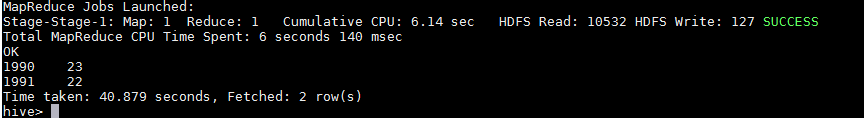 MapReduce Jobs Launched:
Stage-Stage-1: Map: 1  Reduce: 1   Cumulative CPU: 6.14 sec   HDFS Read: 10532 HDFS Write: 127 SUCCESS
Total MapReduce CPU Time Spent: 6 seconds 140 msec
OK
1990    23
1991    22
Time taken: 40.879 seconds, Fetched: 2 row(s)
hive>